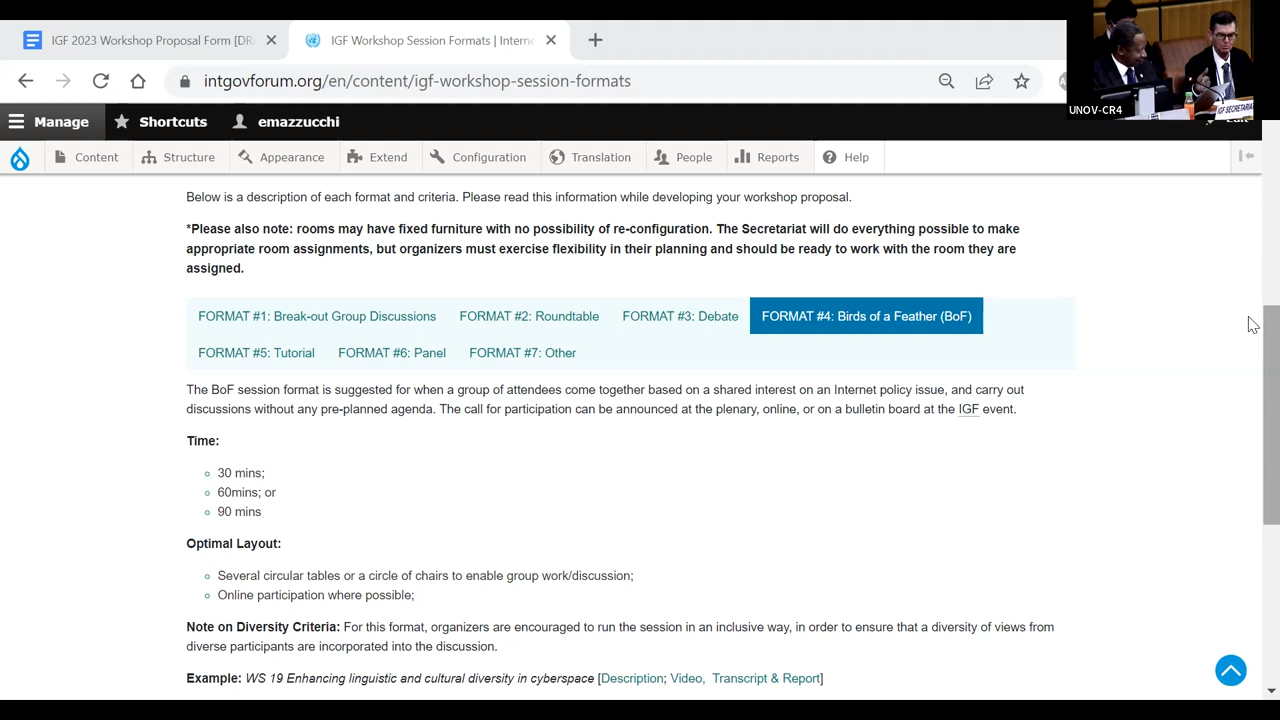 IGF 2023 Workshop Proposal Form [DR
IGF Workshop Session Formats | Interne
intgovforum.org/en/content/igf-workshop-session-formats
UNOV-CR4
IGF SECRETARIA
Manage
Shortcuts
emazzucchi
Edit
Content
Structure
Appearance
Extend
Configuration
Translation
People
Reports
Help
Below is a description of each format and criteria. Please read this information while developing your workshop proposal.
*Please also note: rooms may have fixed furniture with no possibility of re-configuration. The Secretariat will do everything possible to make
appropriate room assignments, but organizers must exercise flexibility in their planning and should be ready to work with the room they are
assigned.
FORMAT #1: Break-out Group Discussions
FORMAT #2: Roundtable
FORMAT #3: Debate
FORMAT #4: Birds of a Feather (BoF)
FORMAT #5: Tutorial
FORMAT #6: Panel
FORMAT #7: Other
The BoF session format is suggested for when a group of attendees come together based on a shared interest on an Internet policy issue, and carry out
discussions without any pre-planned agenda. The call for participation can be announced at the plenary, online, or on a bulletin board at the IGF event.
Time:
30 mins;
60mins; or
90 mins
Optimal Layout:
Several circular tables or a circle of chairs to enable group work/discussion;
Online participation where possible;
Note on Diversity Criteria: For this format, organizers are encouraged to run the session in an inclusive way, in order to ensure that a diversity of views from
diverse participants are incorporated into the discussion.
Example: WS 19 Enhancing linguistic and cultural diversity in cyberspace [Description; Video, Transcript & Report]